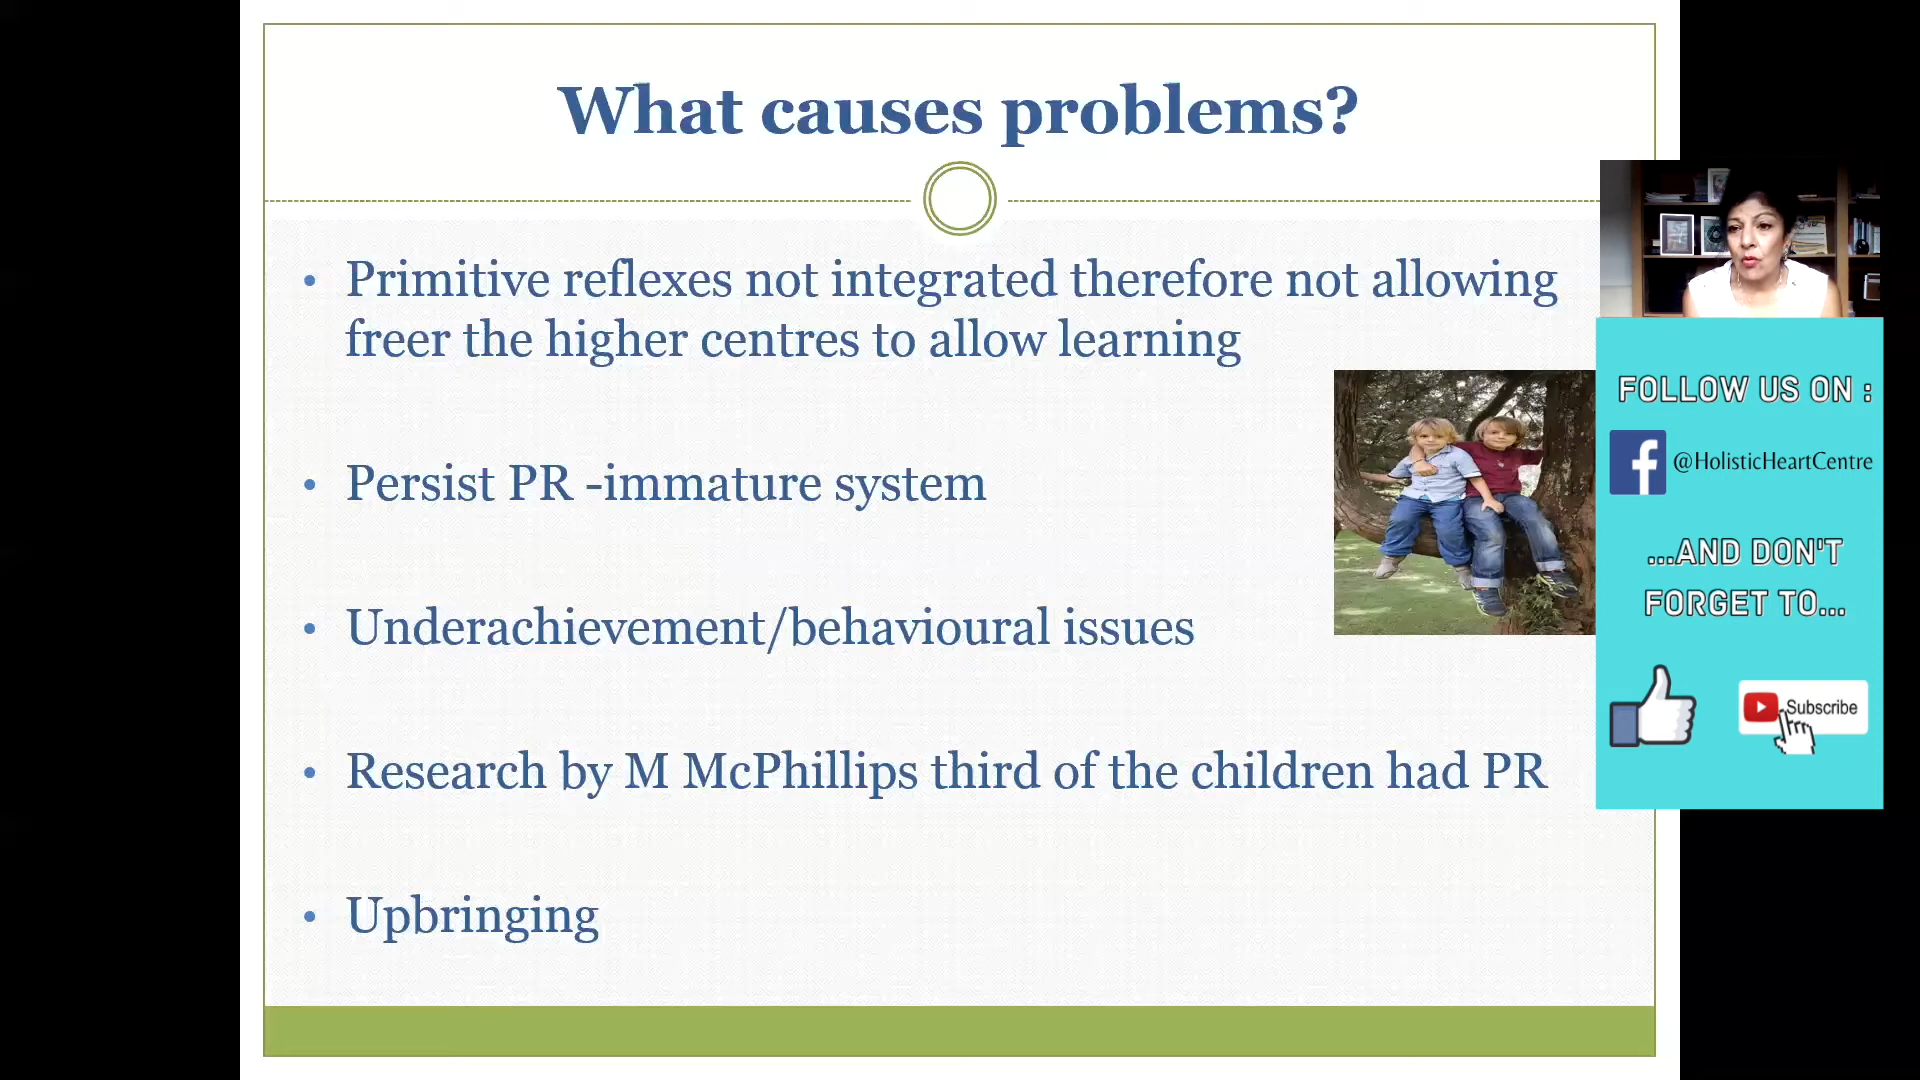 What causes problems?
• Primitive reflexes not integrated therefore not allowing
freer the higher centres to allow learning
• Persist PR -immature system
• Underachievement/behavioural issues
• Research by M McPhillips third of the children had PR
• Upbringing
FOLLOW US ON :
@HolisticHeartCentre
...AND DON'T
FORGET TO...
Subscribe